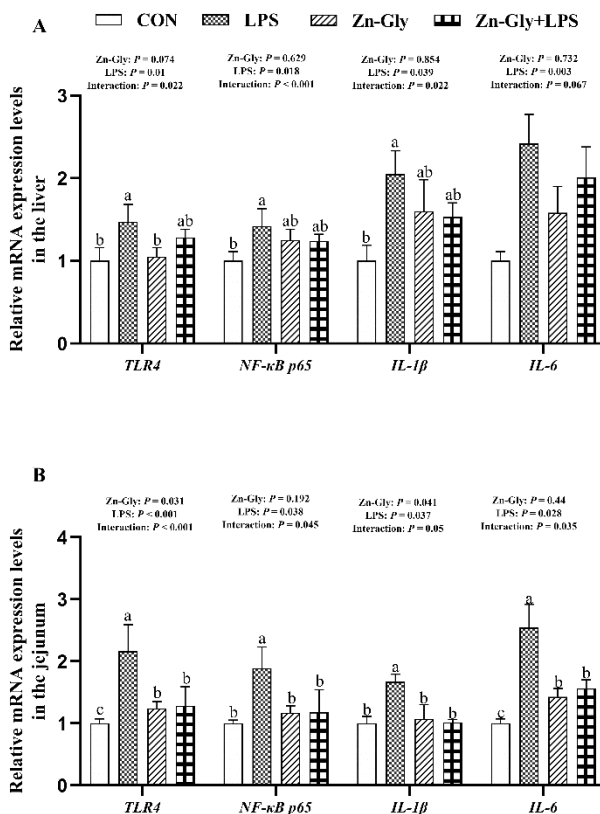 CON LPS Zn-Gly Zn-Gly+LPS
A
Zn-Gly: P = 0.074 Zn-Gly: P = 0.629 Zn-Gly: P = 0.854 Zn-Gly: P = 0.732
LPS: P = 0.01 LPS: P = 0.018 LPS: P = 0.039 LPS: P = 0.003
Interaction: P = 0.022 Interaction: P < 0.001 Interaction: P = 0.022 Interaction: P = 0.067
Relative mRNA expression levels
in the liver
3
2
1
0
b a b ab b a ab ab b a ab ab
TLR4 NF-κB p65 IL-1β IL-6
B
Zn-Gly: P = 0.031 Zn-Gly: P = 0.192 Zn-Gly: P = 0.041 Zn-Gly: P = 0.44
LPS: P < 0.001 LPS: P = 0.038 LPS: P = 0.037 LPS: P = 0.028
Interaction: P < 0.001 Interaction: P = 0.045 Interaction: P = 0.05 Interaction: P = 0.035
Relative mRNA expression levels
in the jejunum
4
3
2
1
0
c a b b b a b b b a b b c a b b
TLR4 NF-κB p65 IL-1β IL-6